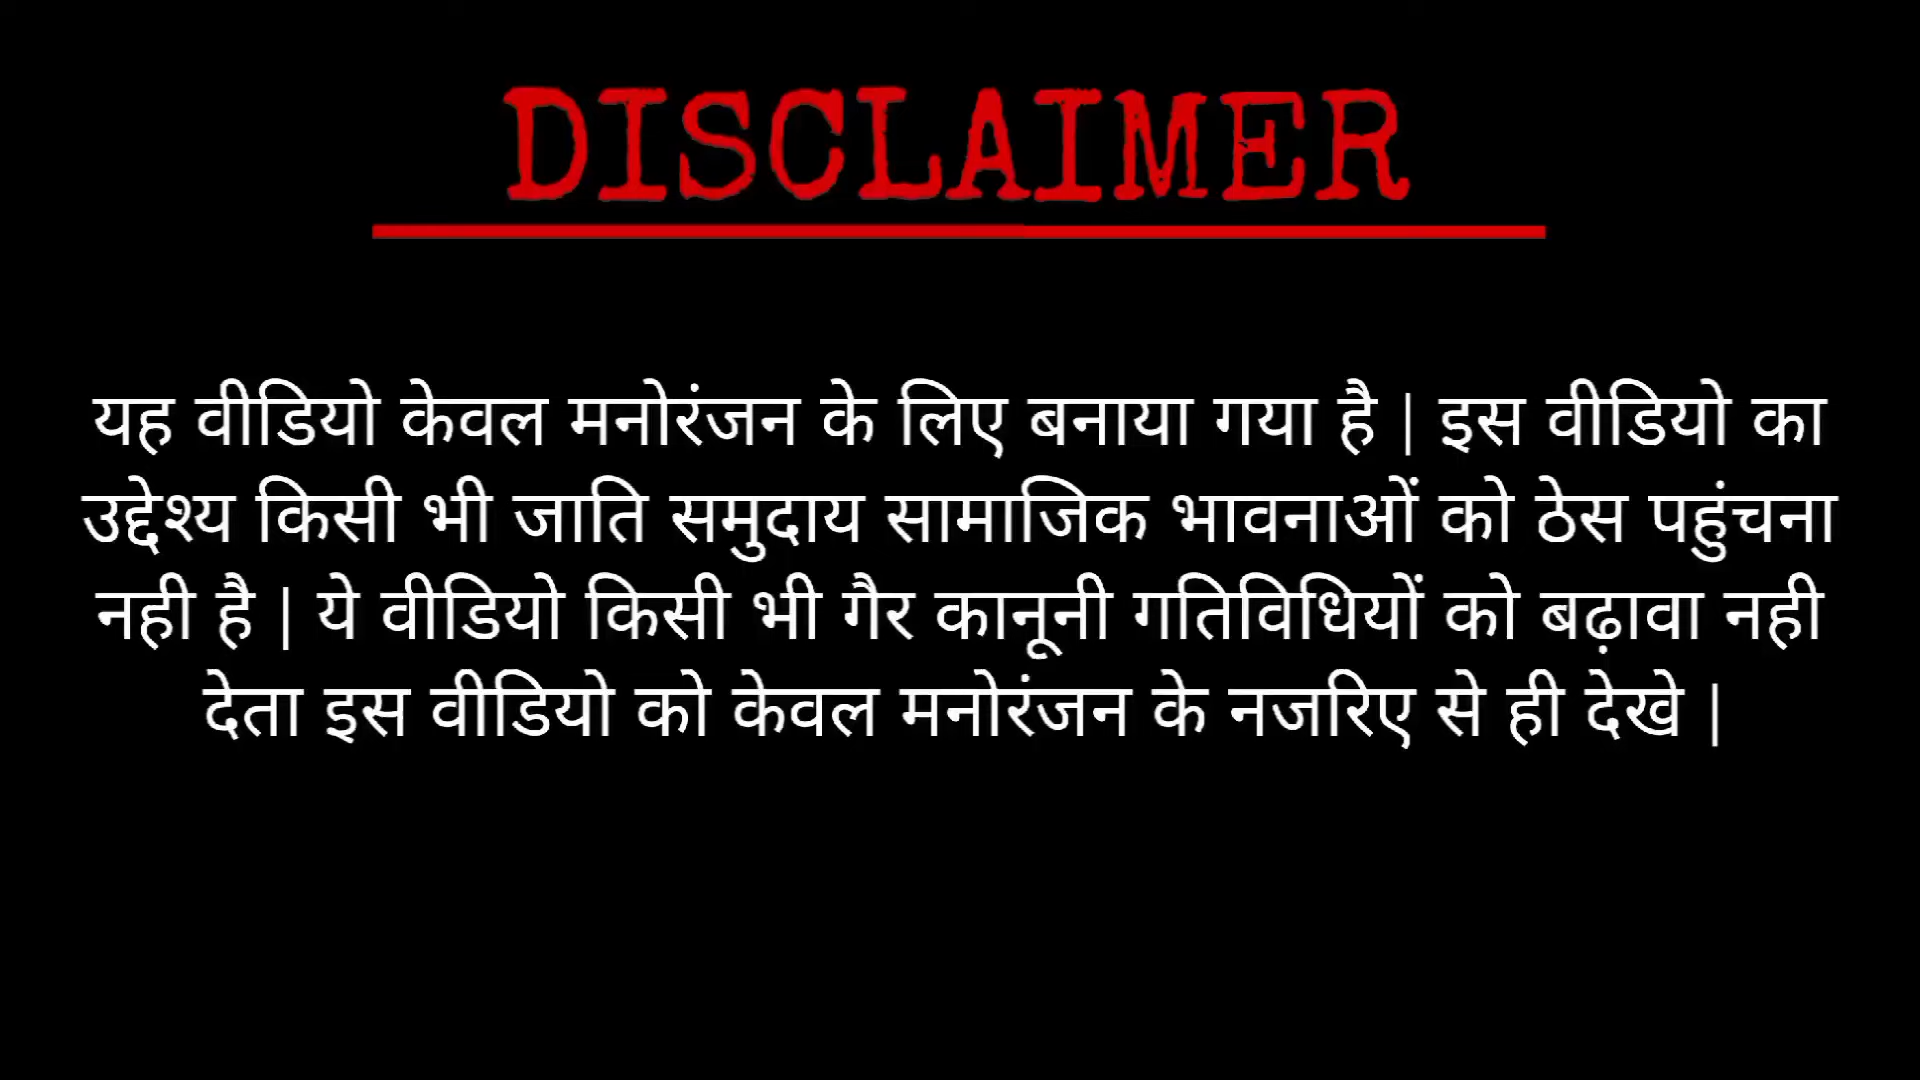 DISCLAIMER
यह वीडियो केवल मनोरंजन के लिए बनाया गया है | इस वीडियो का
उद्देश्य किसी भी जाति समुदाय सामाजिक भावनाओं को ठेस पहुंचना
नही है | ये वीडियो किसी भी गैर कानूनी गतिविधियों को बढ़ावा नही
देता इस वीडियो को केवल मनोरंजन के नजरिए से ही देखे |